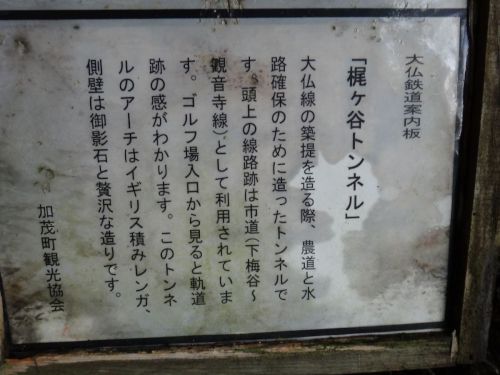 大仏鉄道案内板
「梶ヶ谷トンネル」
大仏線の築提を造る際、農道と水
路確保のために造ったトンネルで
す。頭上の線路跡は市道(下梅谷～
観音寺線)として利用されていま
す。ゴルフ場入口から見ると軌道
跡の感がわかります。このトンネ
ルのアーチはイギリス積みレンガ、
側壁は御影石と贅沢な造りです。
加茂町観光協会